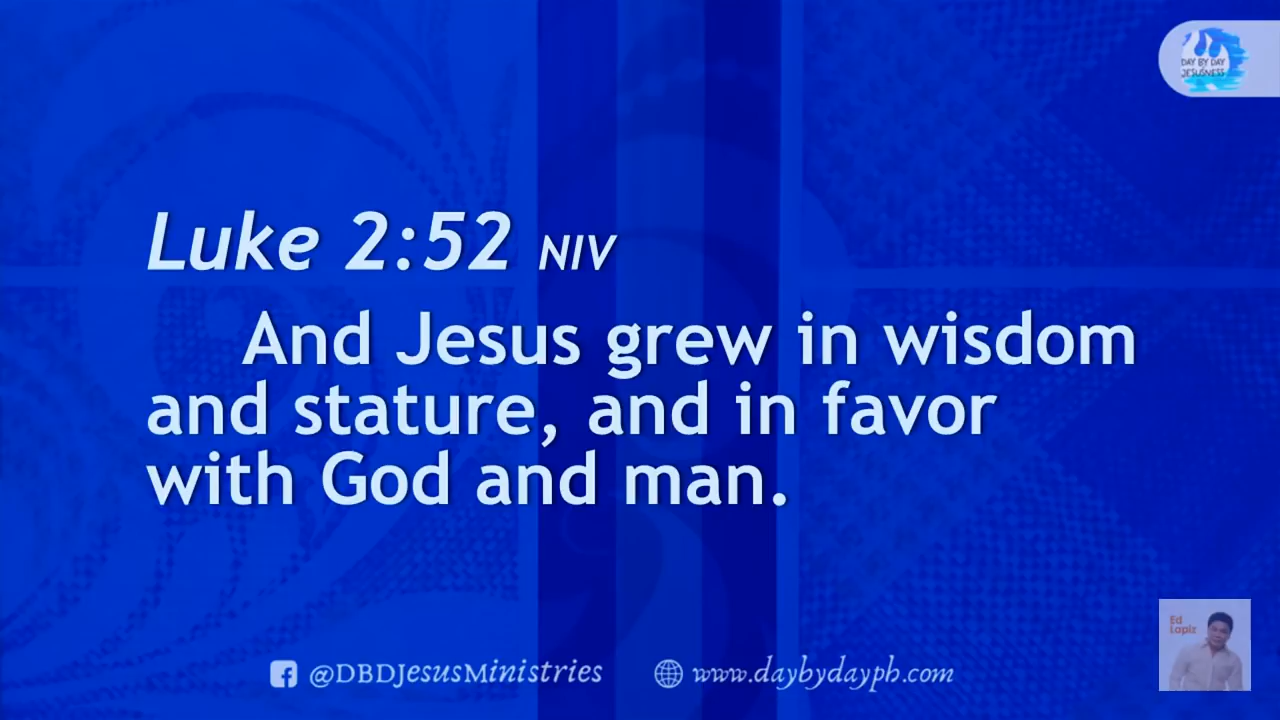 DAY BY DAY
JESUSNESS
Luke 2:52 NIV
And Jesus grew in wisdom
and stature, and in favor
with God and man.
Ed
Lapiz
@DBDJesusMinistries
www.daybydayph.com